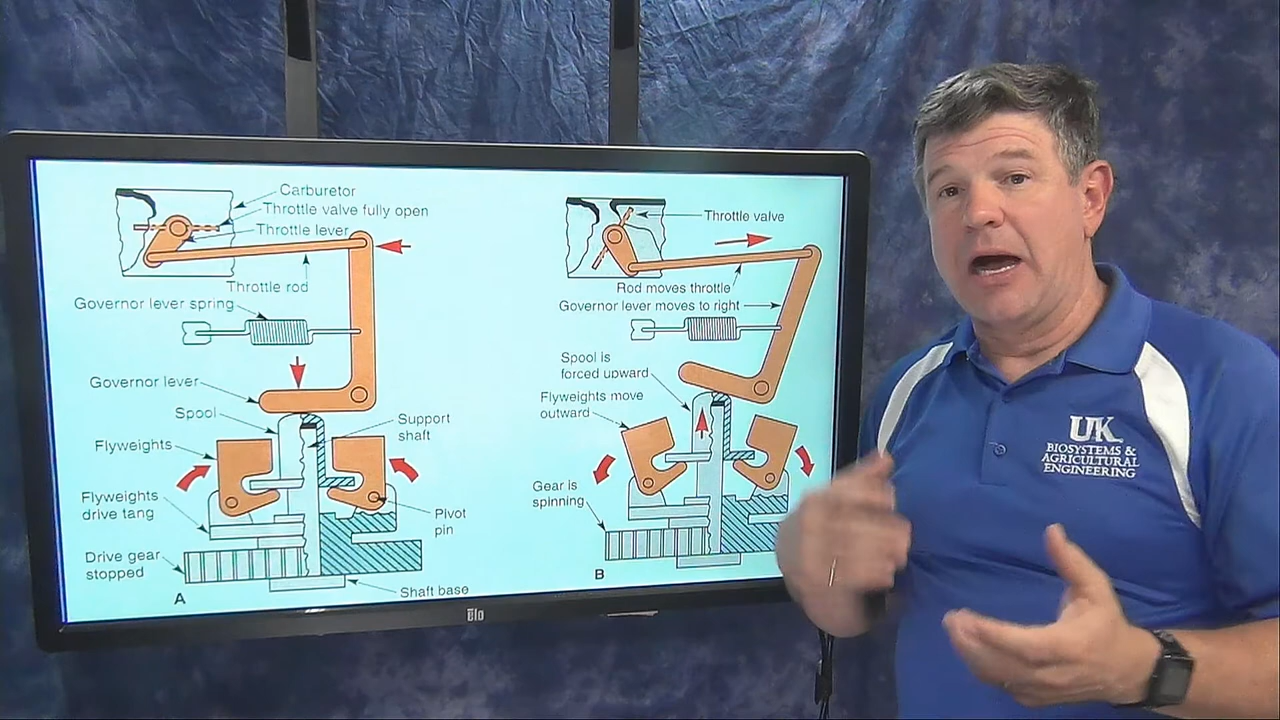 Carburetor
Throttle valve fully open
Throttle lever
Throttle rod
Governor lever spring
Governor lever
Spool
Support
shaft
Flyweights
Flyweights
drive tang
Pivot
pin
Drive gear
stopped
Shaft base
A
Throttle valve
Rod moves throttle
Governor lever moves to right
Spool is
forced upward
Flyweights move
outward
Gear is
spinning
B
elo
UK
BIOSYSTEMS &
AGRICULTURAL
ENGINEERING